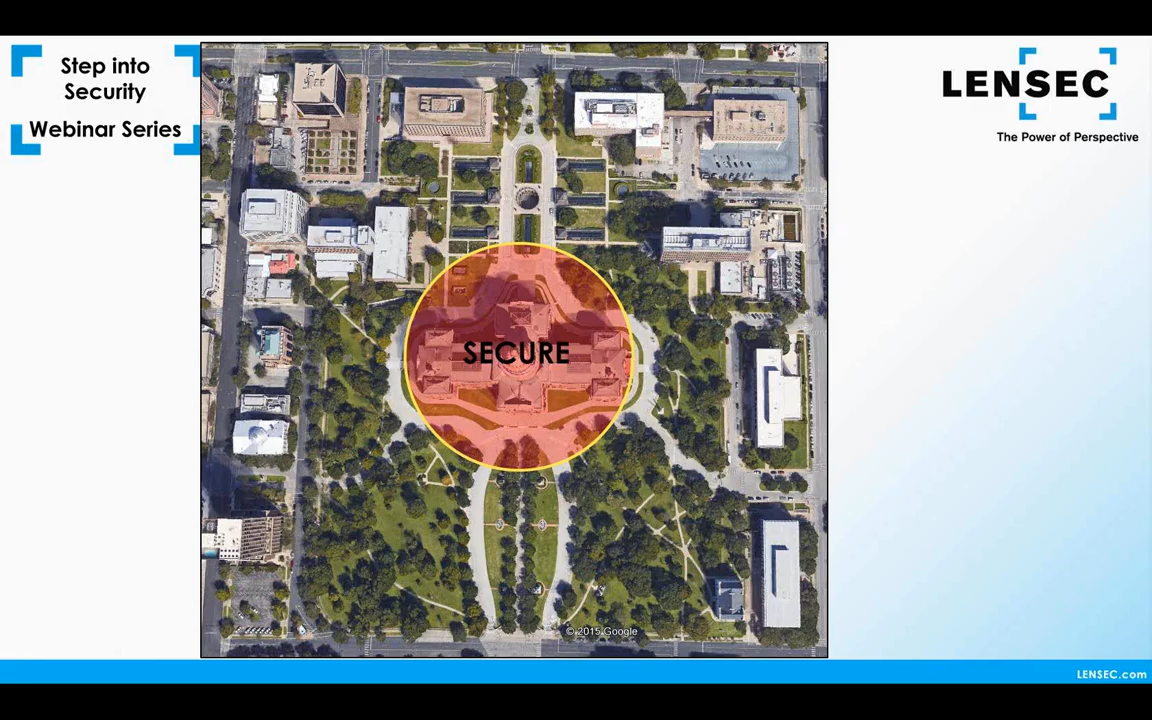 Step into
Security
Webinar Series
LENSEC
The Power of Perspective
SECURE
© 2015 Google
LENSEC.com